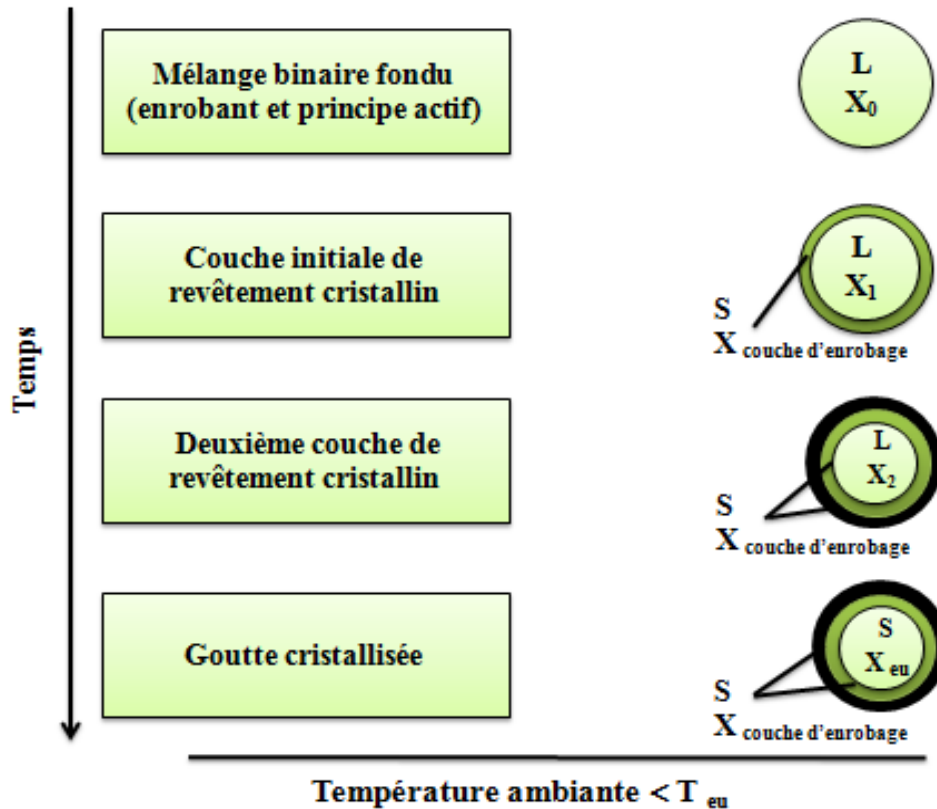 Mélange binaire fondu
(enrobant et principe actif)
L
X0
Couche initiale de
revêtement cristallin
L
X1
S
X couche d'enrobage
Temps
Deuxième couche de
revêtement cristallin
L
X2
S
X couche d'enrobage
Goutte cristallisée
S
X eu
S
X couche d'enrobage
Température ambiante < T eu